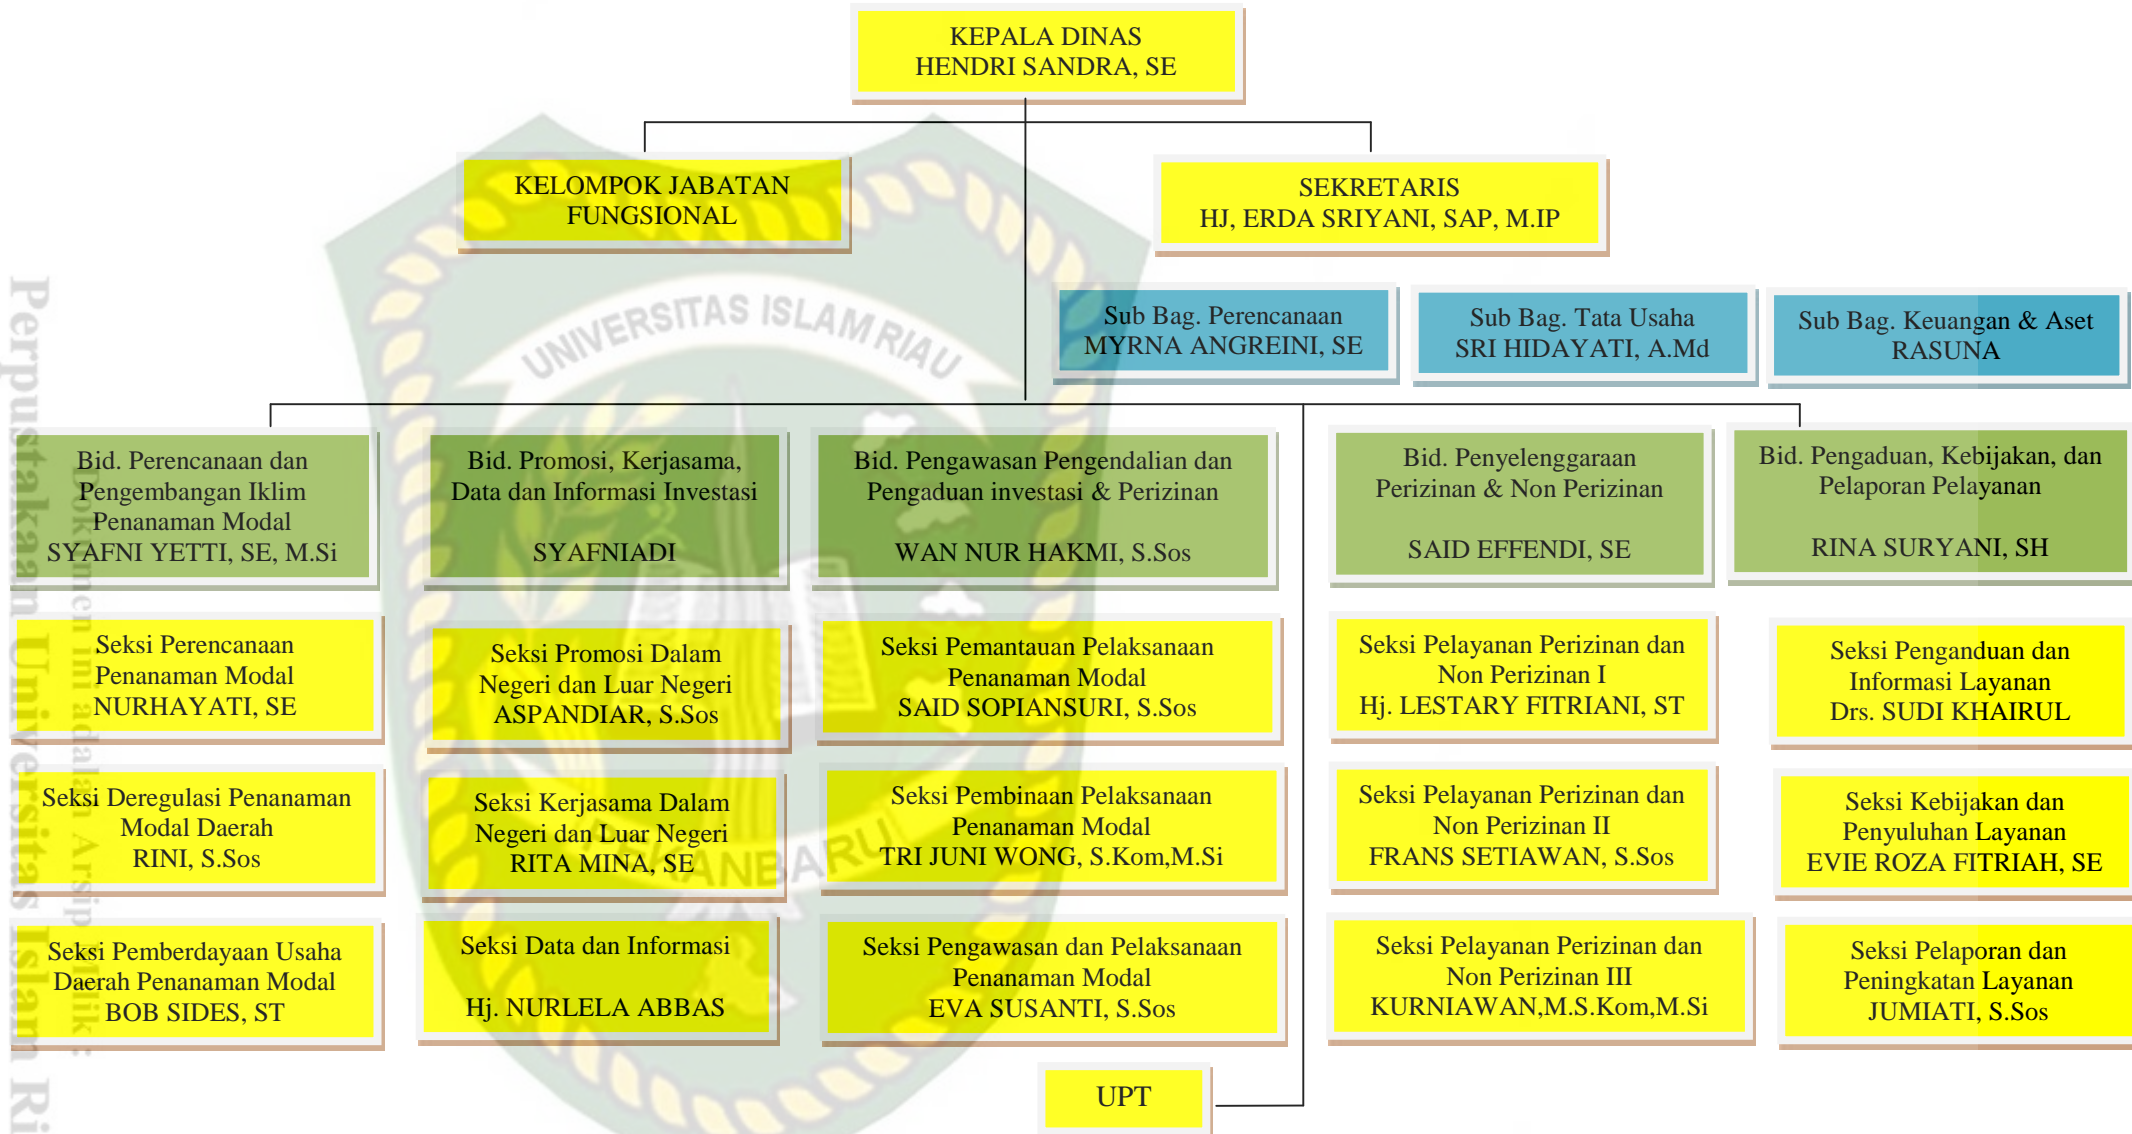 KEPALA DINAS
HENDRI SANDRA, SE
KELOMPOK JABATAN
FUNGSIONAL
SEKRETARIS
HJ, ERDA SRIYANI, SAP, M.IP
Sub Bag. Perencanaan
MYRNA ANGREINI, SE
Sub Bag. Tata Usaha
SRI HIDAYATI, A.Md
Sub Bag. Keuangan & Aset
RASUNA
Bid. Perencanaan dan
Pengembangan Iklim
Penanaman Modal
SYAFNI YETTI, SE, M.Si
Bid. Promosi, Kerjasama,
Data dan Informasi Investasi
SYAFNIADI
Bid. Pengawasan Pengendalian dan
Pengaduan investasi & Perizinan
WAN NUR HAKMI, S.Sos
Bid. Penyelenggaraan
Perizinan & Non Perizinan
SAID EFFENDI, SE
Bid. Pengaduan, Kebijakan, dan
Pelaporan Pelayanan
RINA SURYANI, SH
Seksi Perencanaan
Penanaman Modal
NURHAYATI, SE
Seksi Promosi Dalam
Negeri dan Luar Negeri
ASPANDIAR, S.Sos
Seksi Pemantauan Pelaksanaan
Penanaman Modal
SAID SOPIANSURI, S.Sos
Seksi Pelayanan Perizinan dan
Non Perizinan I
Hj. LESTARY FITRIANI, ST
Seksi Penganduan dan
Informasi Layanan
Drs. SUDI KHAIRUL
Seksi Deregulasi Penanaman
Modal Daerah
RINI, S.Sos
Seksi Kerjasama Dalam
Negeri dan Luar Negeri
RITA MINA, SE
Seksi Pembinaan Pelaksanaan
Penanaman Modal
TRI JUNI WONG, S.Kom,M.Si
Seksi Pelayanan Perizinan dan
Non Perizinan II
FRANS SETIAWAN, S.Sos
Seksi Kebijakan dan
Penyuluhan Layanan
EVIE ROZA FITRIAH, SE
Seksi Pemberdayaan Usaha
Daerah Penanaman Modal
BOB SIDES, ST
Seksi Data dan Informasi
Hj. NURLELA ABBAS
Seksi Pengawasan dan Pelaksanaan
Penanaman Modal
EVA SUSANTI, S.Sos
Seksi Pelayanan Perizinan dan
Non Perizinan III
KURNIAWAN,M.S.Kom,M.Si
Seksi Pelaporan dan
Peningkatan Layanan
JUMIATI, S.Sos
UPT
UNIVERSITAS ISLAM RIAU
PEKANBARU
Perpustakaan Universitas Islam Ri
Dokumen ini adalah Arsip Milik :